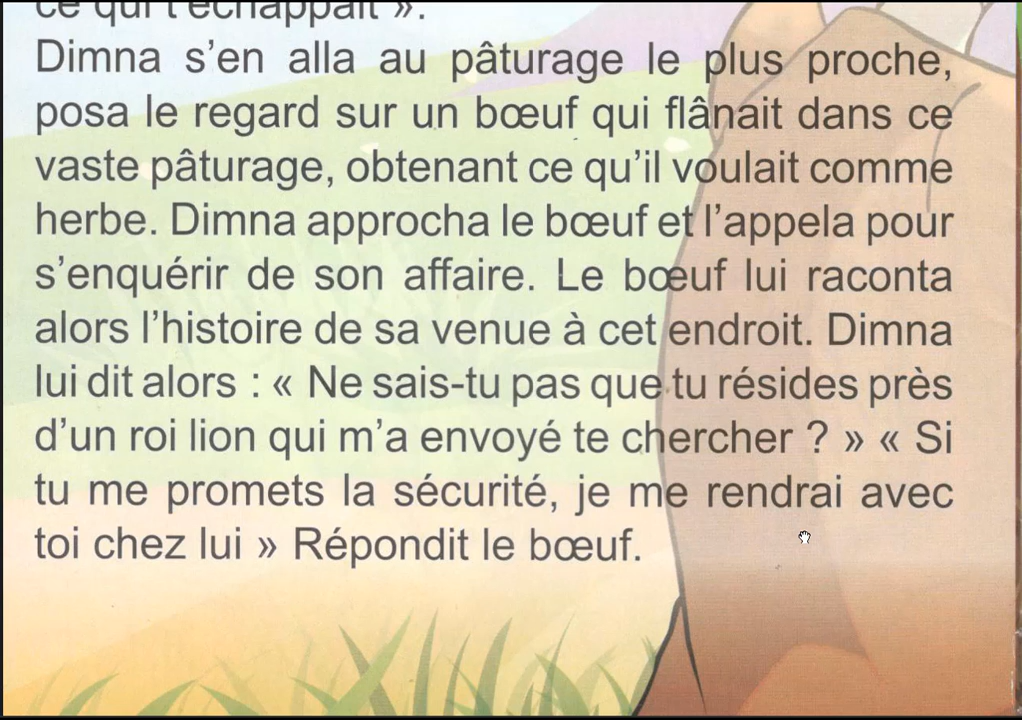 ce qui t'échappait ».
Dimna s'en alla au pâturage le plus proche,
posa le regard sur un bœuf qui flânait dans ce
vaste pâturage, obtenant ce qu'il voulait comme
herbe. Dimna approcha le bœuf et l'appela pour
s'enquérir de son affaire. Le bœuf lui raconta
alors l'histoire de sa venue à cet endroit. Dimna
lui dit alors : « Ne sais-tu pas que tu résides près
d'un roi lion qui m'a envoyé te chercher ? » « Si
tu me promets la sécurité, je me rendrai avec
toi chez lui » Répondit le bœuf.